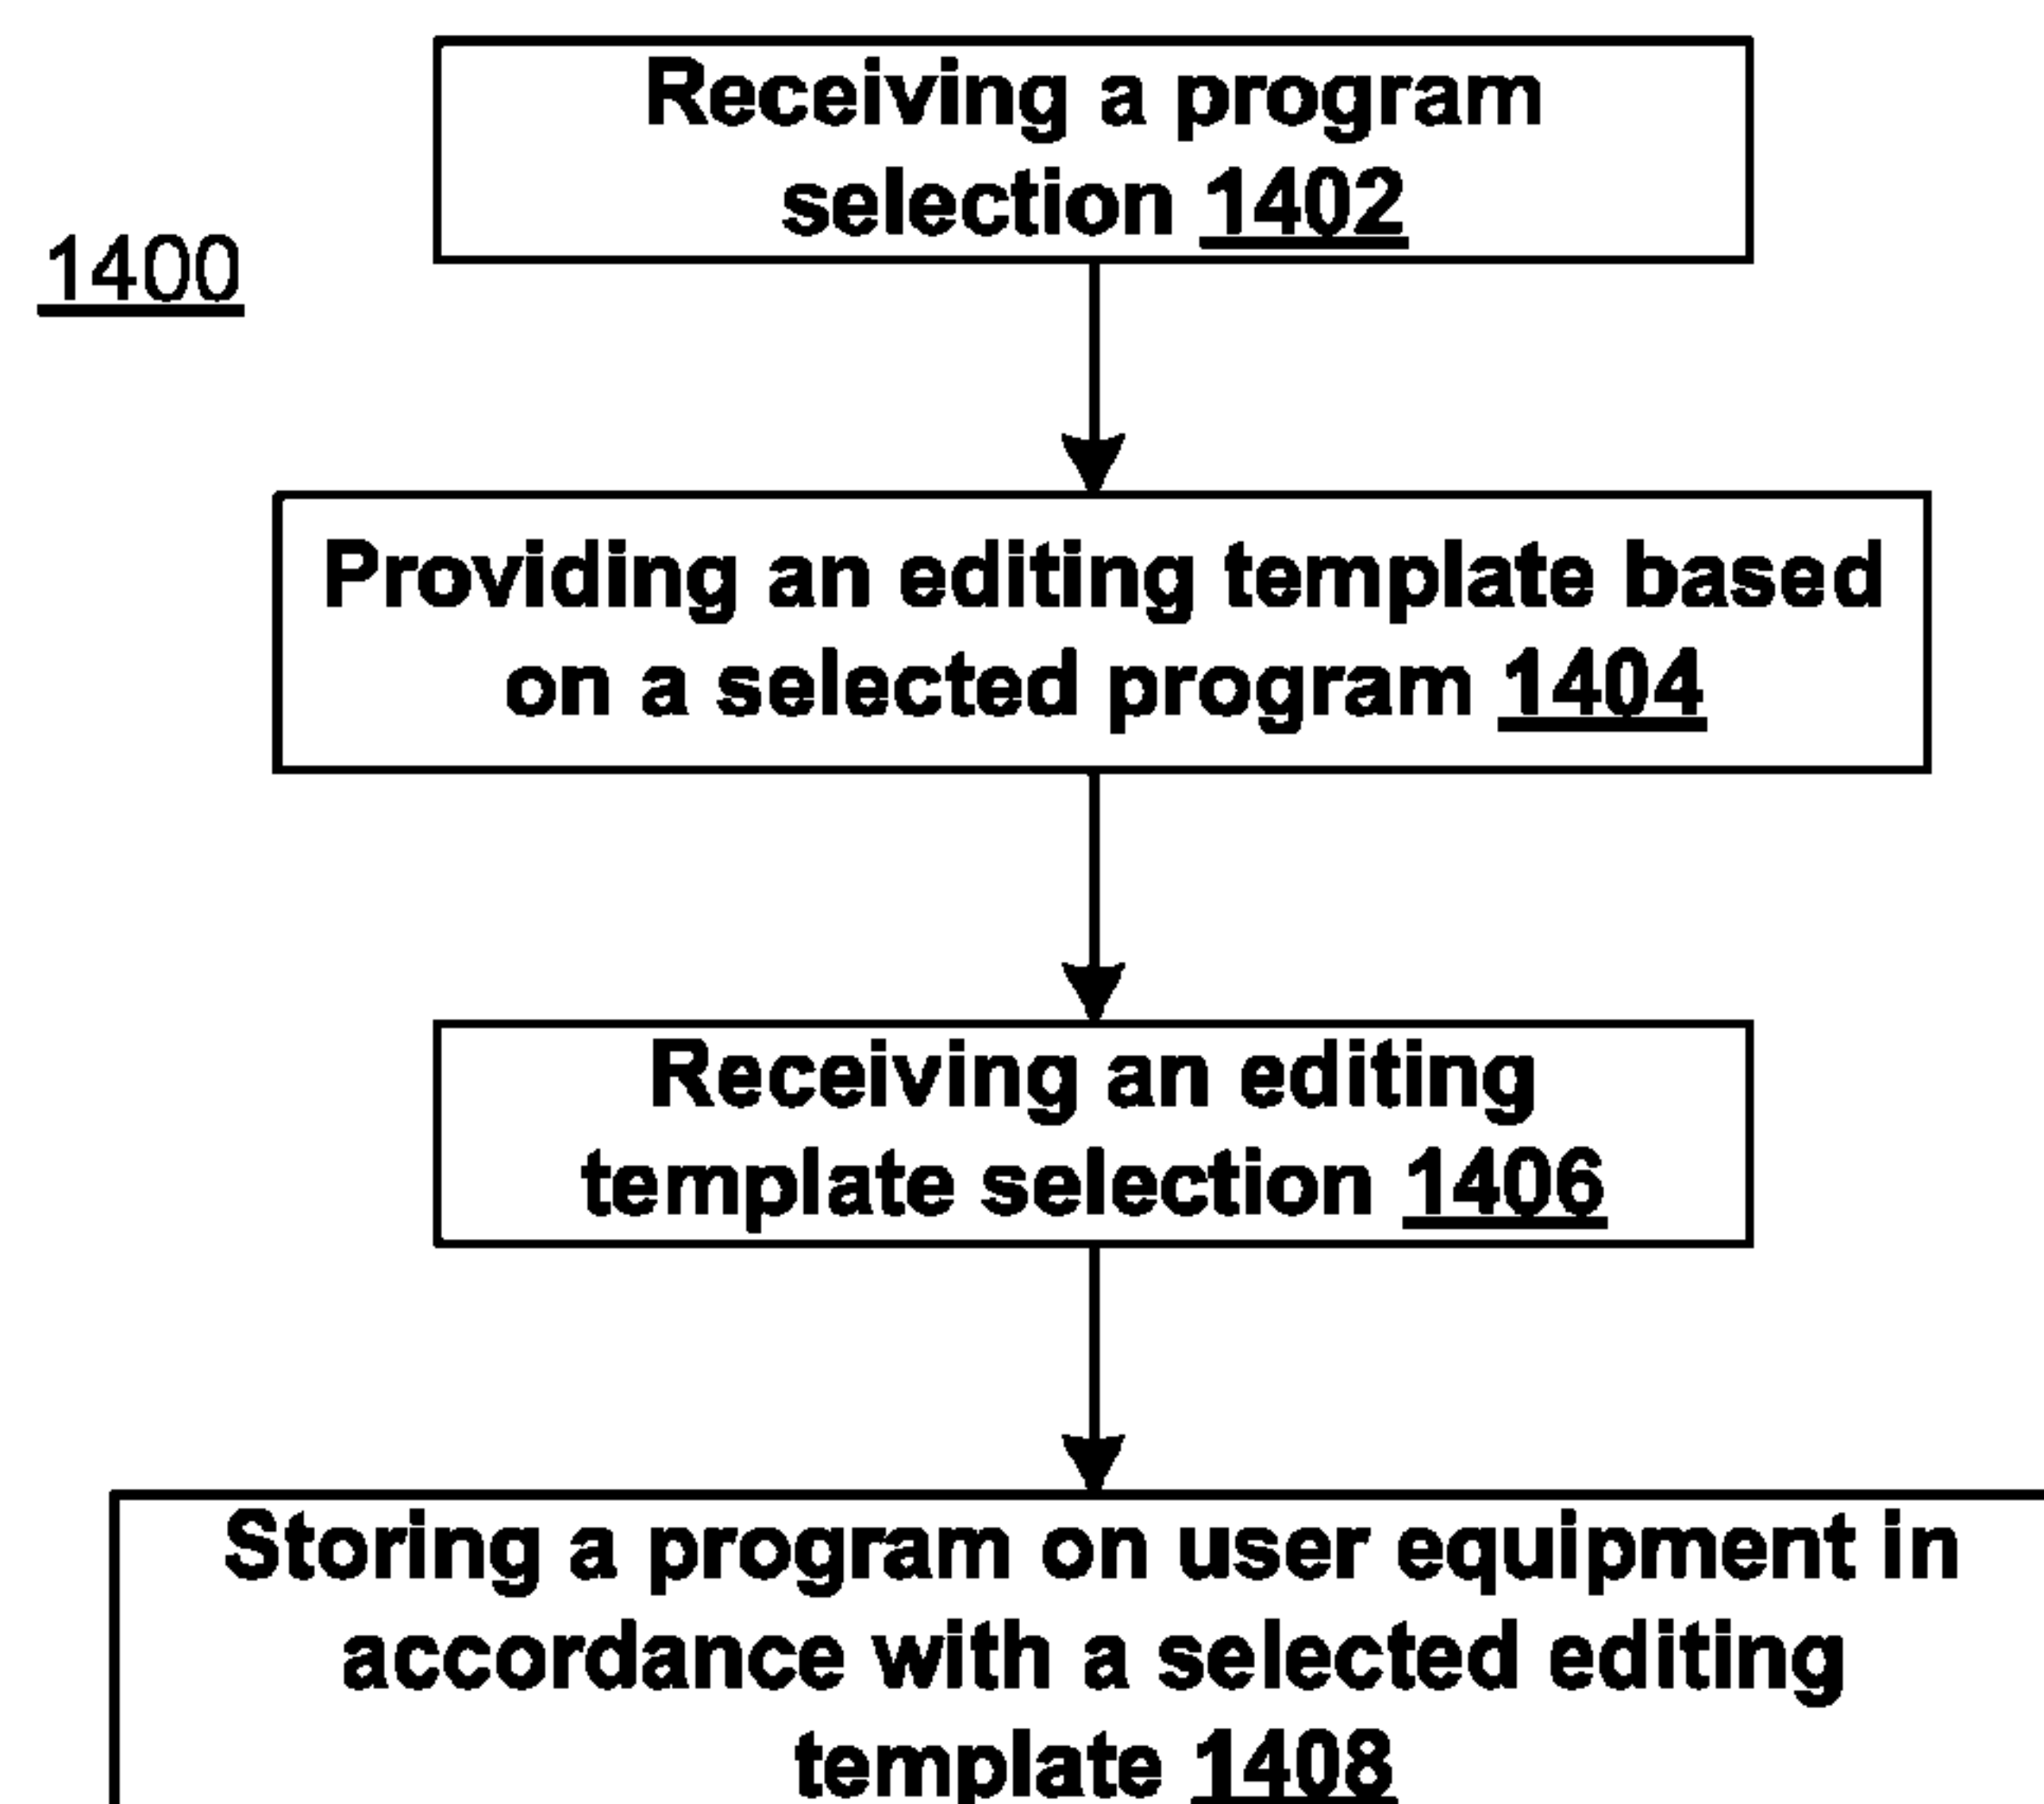 Receiving a program
selection 1402
1400
Providing an editing template based
on a selected program 1404
Receiving an editing
template selection 1406
Storing a program on user equipment in
accordance with a selected editing
template 1408